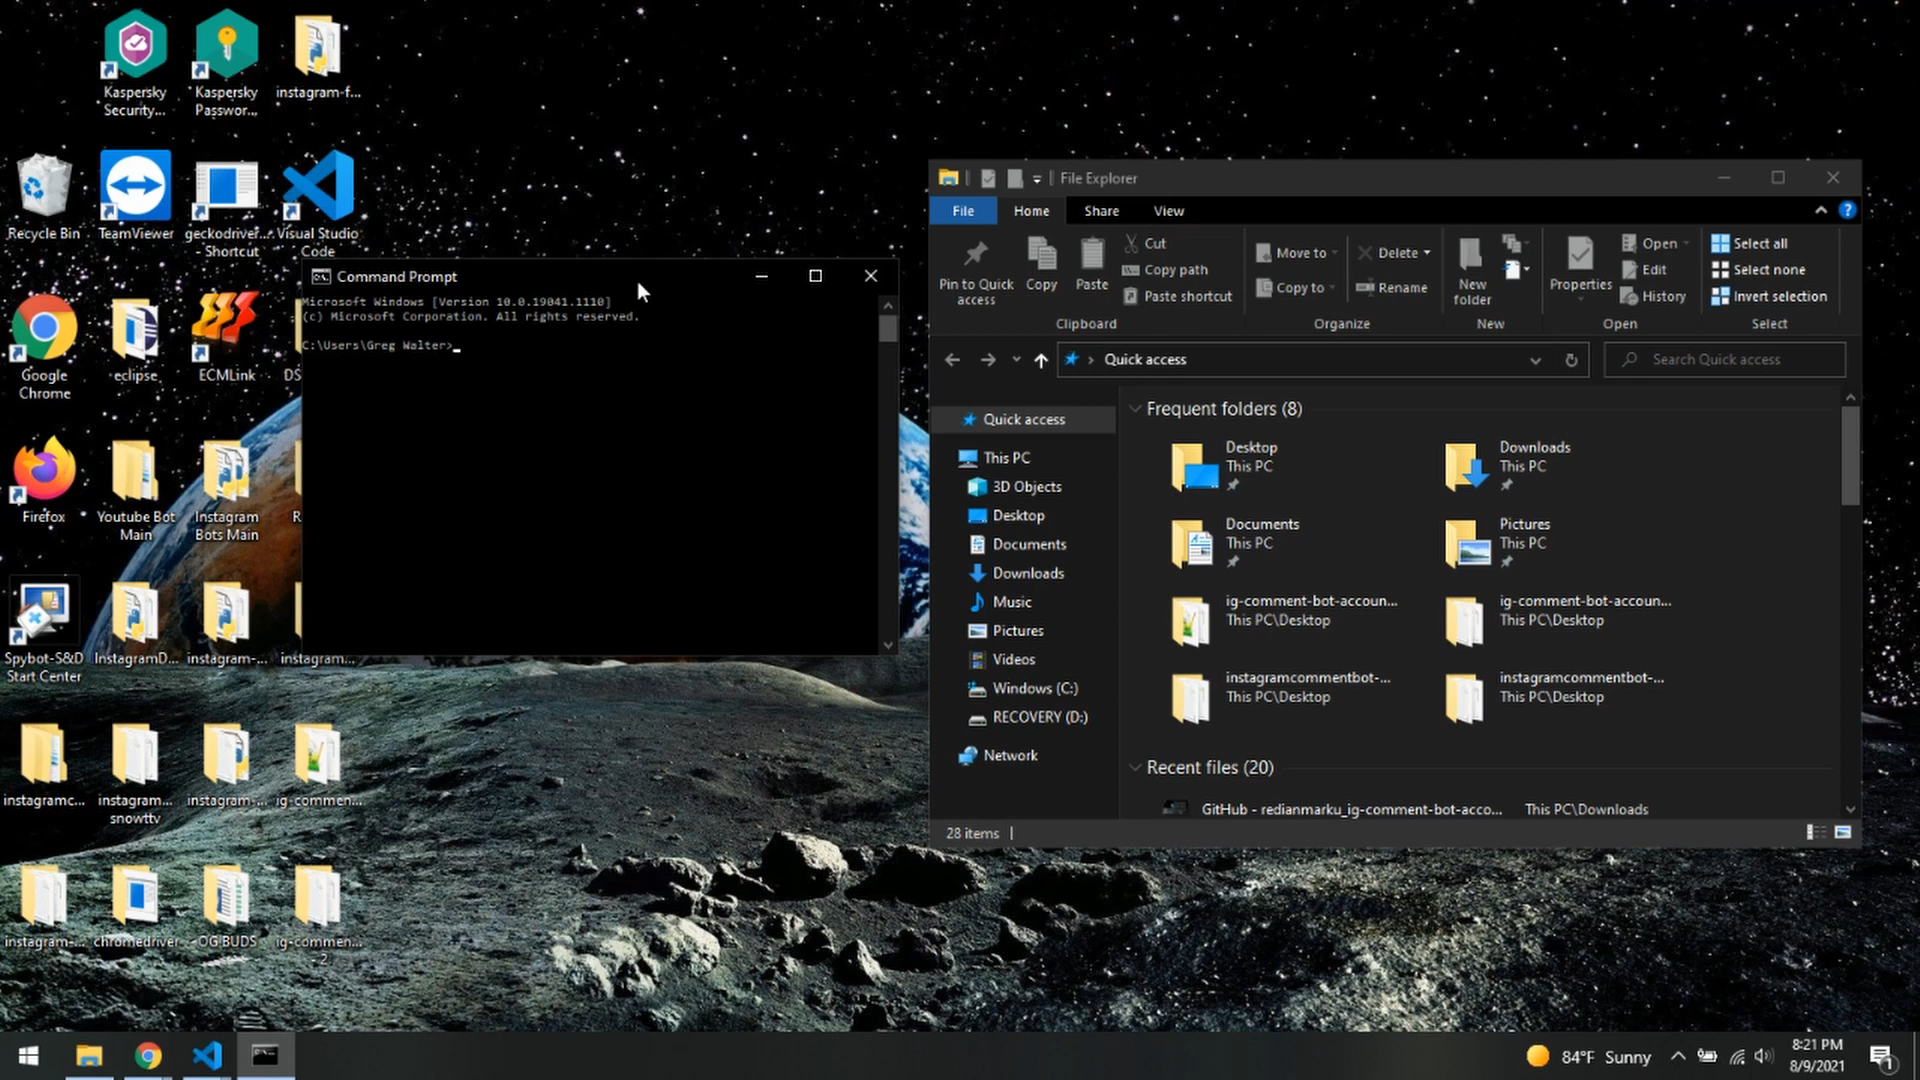 Kaspersky
Security...
Kaspersky
Passwor...
instagram-f...
Recycle Bin
TeamViewer
geckodriver...
- Shortcut
Visual Studio
Code
Google
Chrome
eclipse
ECMLink
DS
Firefox
Youtube Bot
Main
Instagram
Bots Main
R
Spybot-S&D
Start Center
InstagramD...
instagram-...
instagram...
instagramc...
instagram...
snowttv
instagram-...
ig-commen...
instagram-...
chromedriver
OG BUDS
ig-commen...
- 2
Command Prompt
Microsoft Windows [Version 10.0.19041.1110]
(c) Microsoft Corporation. All rights reserved.
C:\Users\Greg Walter>_
File Explorer
File
Home
Share
View
Pin to Quick
access
Copy
Paste
Cut
Copy path
Paste shortcut
Clipboard
Move to
Copy to
Delete
Rename
Organize
New
folder
New
Properties
Open
Edit
History
Open
Select all
Select none
Invert selection
Select
Quick access
Search Quick access
Quick access
This PC
3D Objects
Desktop
Documents
Downloads
Music
Pictures
Videos
Windows (C:)
RECOVERY (D:)
Network
Frequent folders (8)
Desktop
This PC
Downloads
This PC
Documents
This PC
Pictures
This PC
ig-comment-bot-accoun...
This PC\Desktop
ig-comment-bot-accoun...
This PC\Desktop
instagramcommentbot-...
This PC\Desktop
instagramcommentbot-...
This PC\Desktop
Recent files (20)
GitHub - redianmarku_ig-comment-bot-acco...
This PC\Downloads
28 items
84°F Sunny
8:21 PM
8/9/2021
1